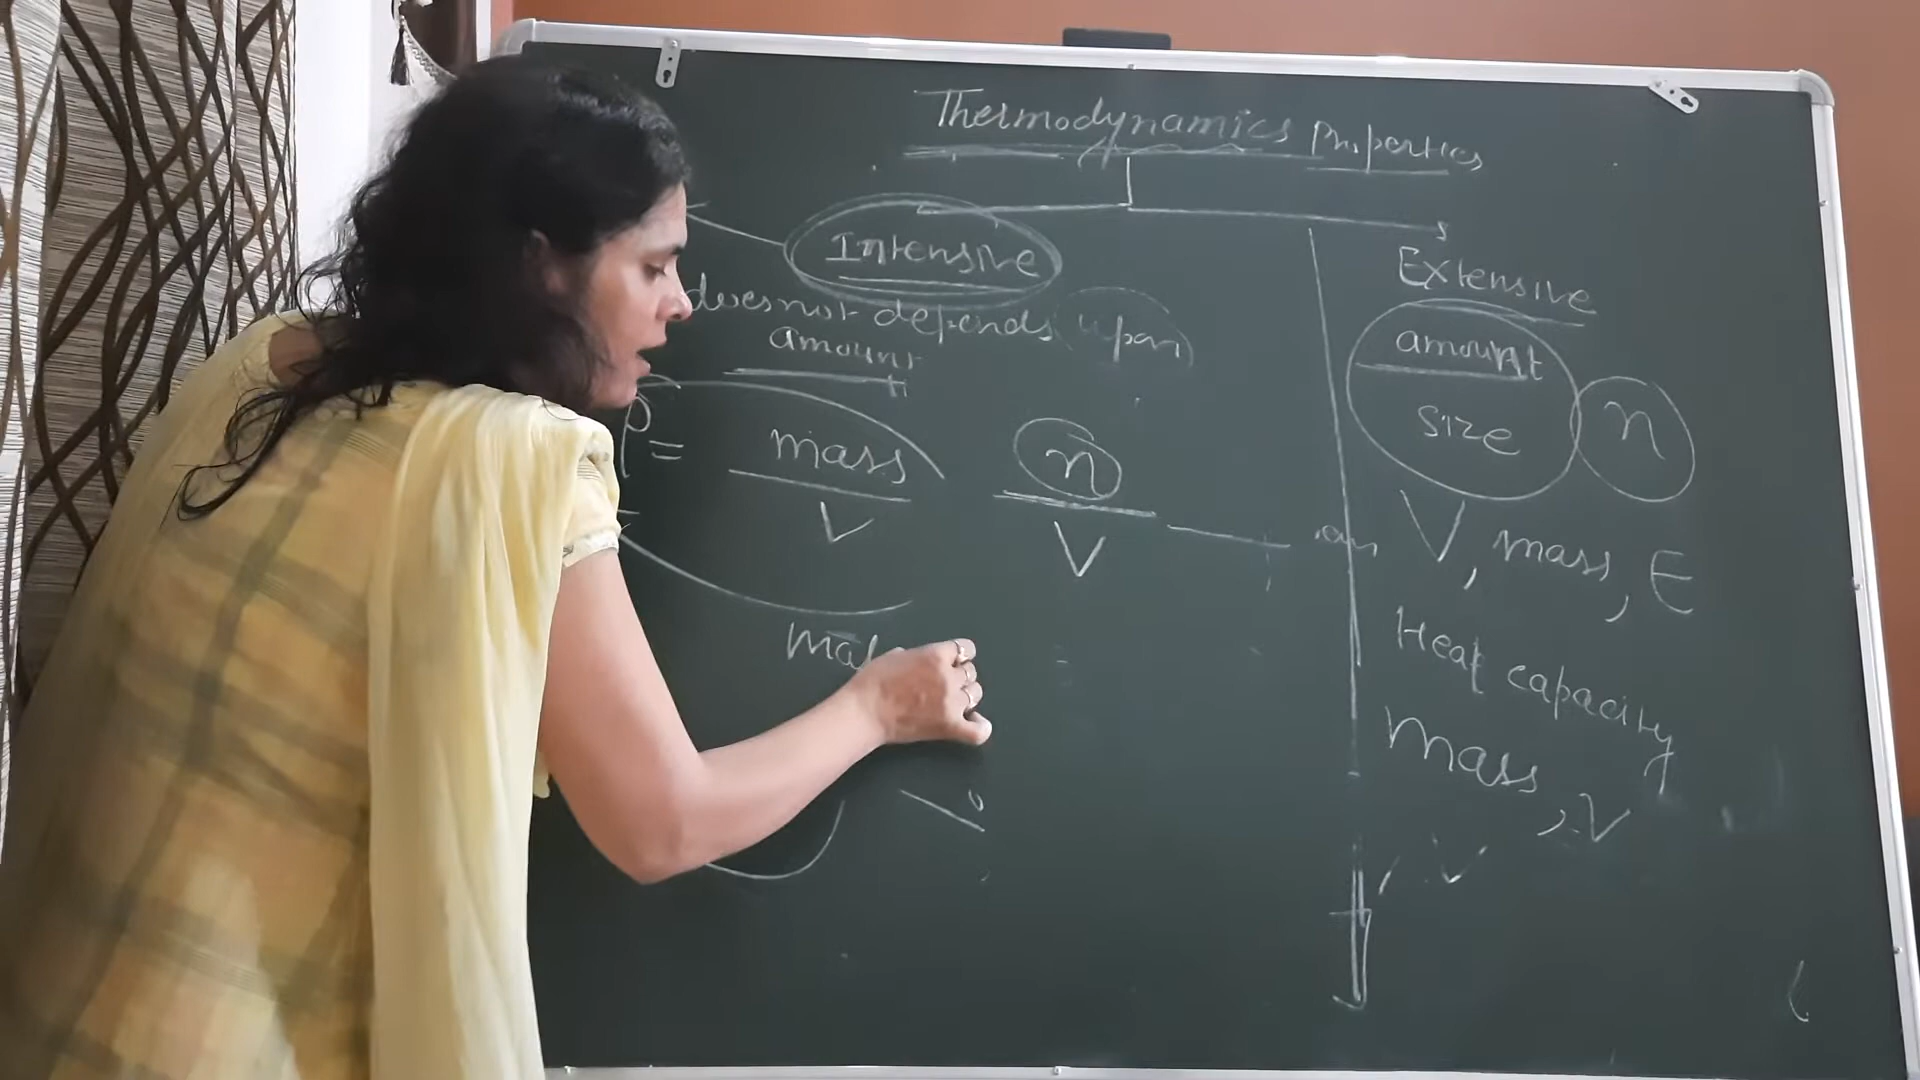 Thermodynamics Properties
Intensive
does not depends upon
amount
ρ = mass / V
n / V
Extensive
amount
size
n
V, mass, E
Heat capacity
Mass, V
V